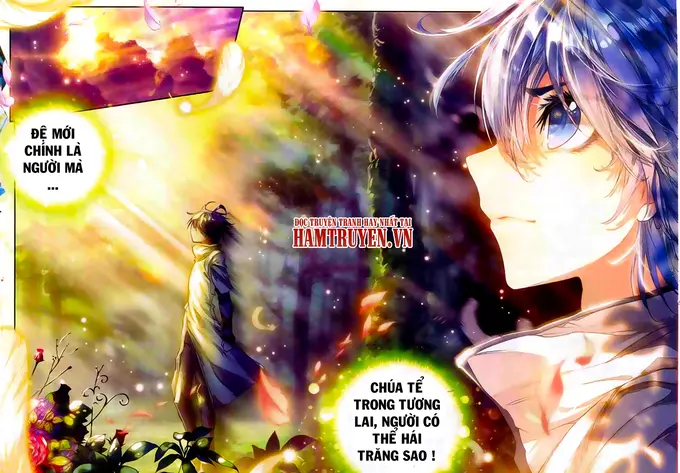 ĐỆ MỚI
CHÍNH LÀ
NGƯỜI MÀ
...
ĐỌC TRUYỆN TRANH HAY NHẤT TẠI
HAMTRUYEN.VN
CHÚA TỂ
TRONG TƯƠNG
LAI, NGƯỜI CÓ
THỂ HÁI
TRĂNG SAO !